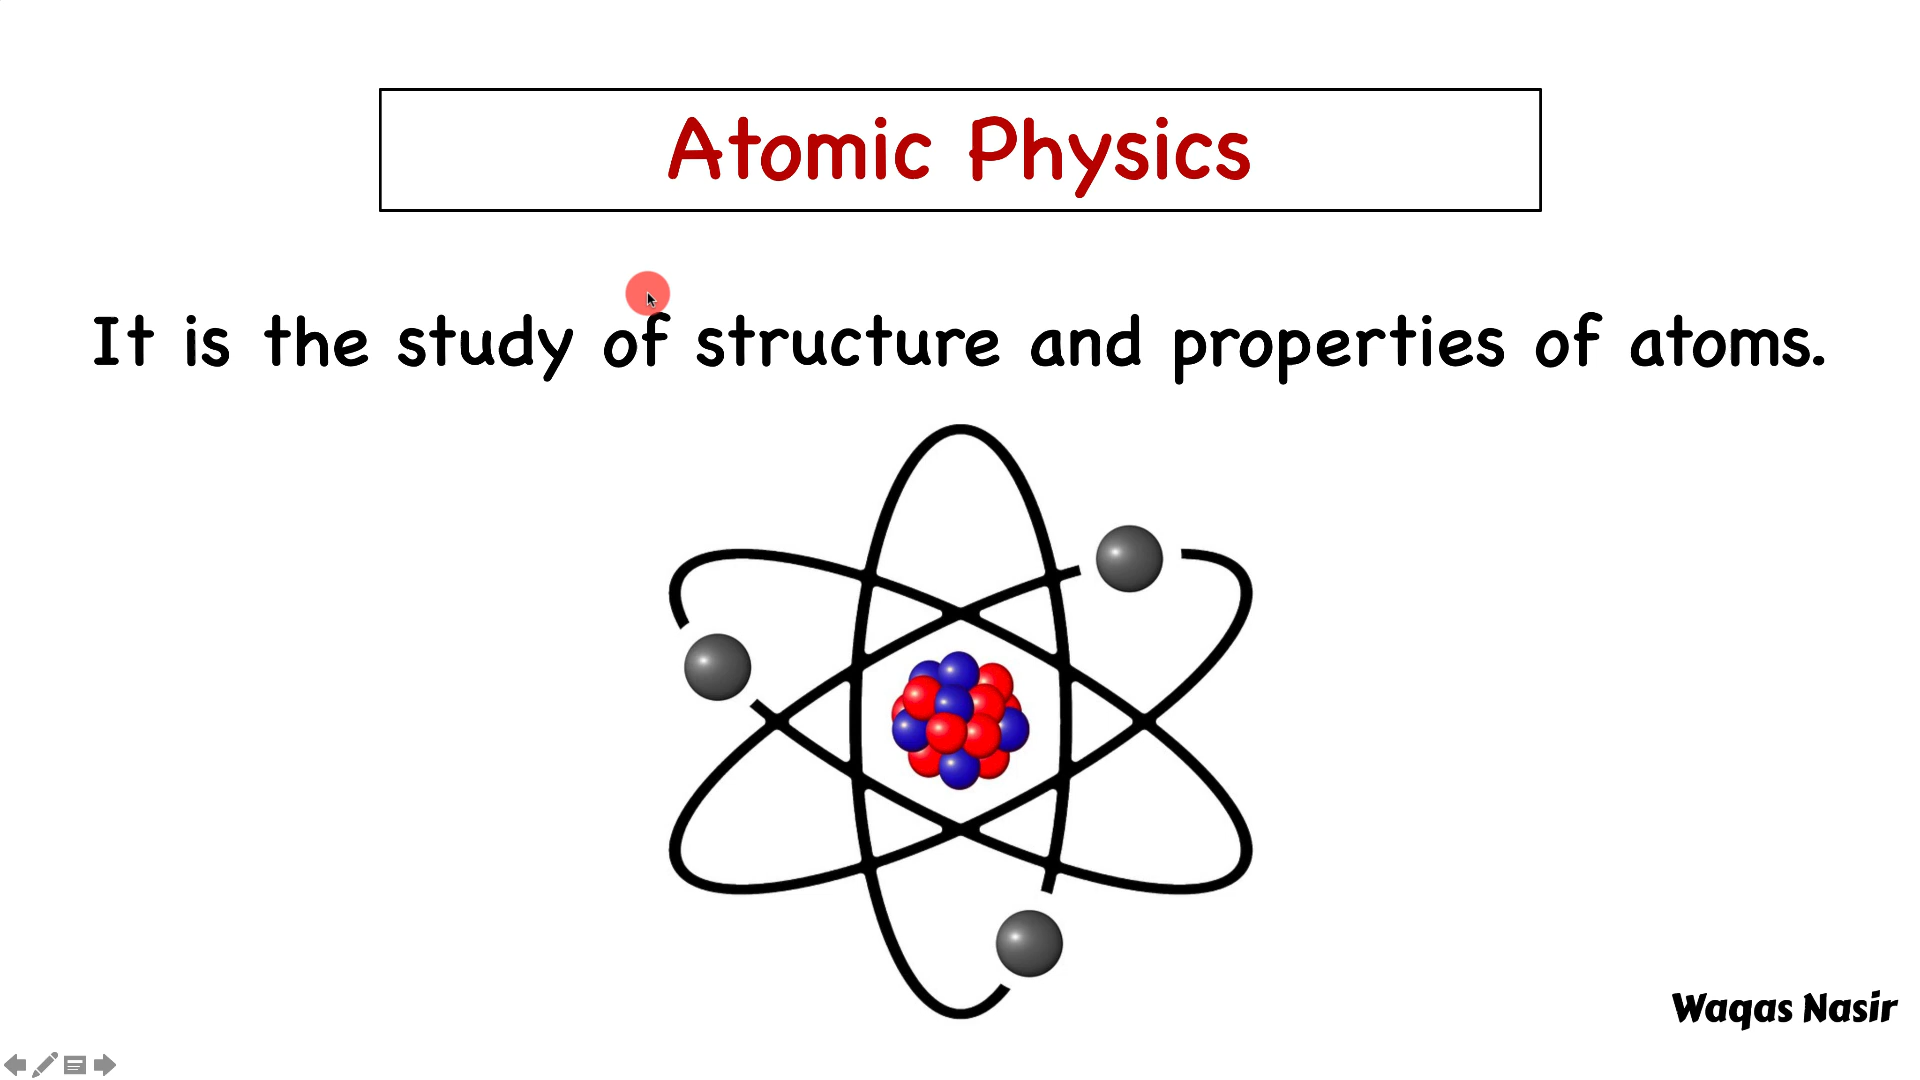 Atomic Physics
It is the study of structure and properties of atoms.
Waqas Nasir